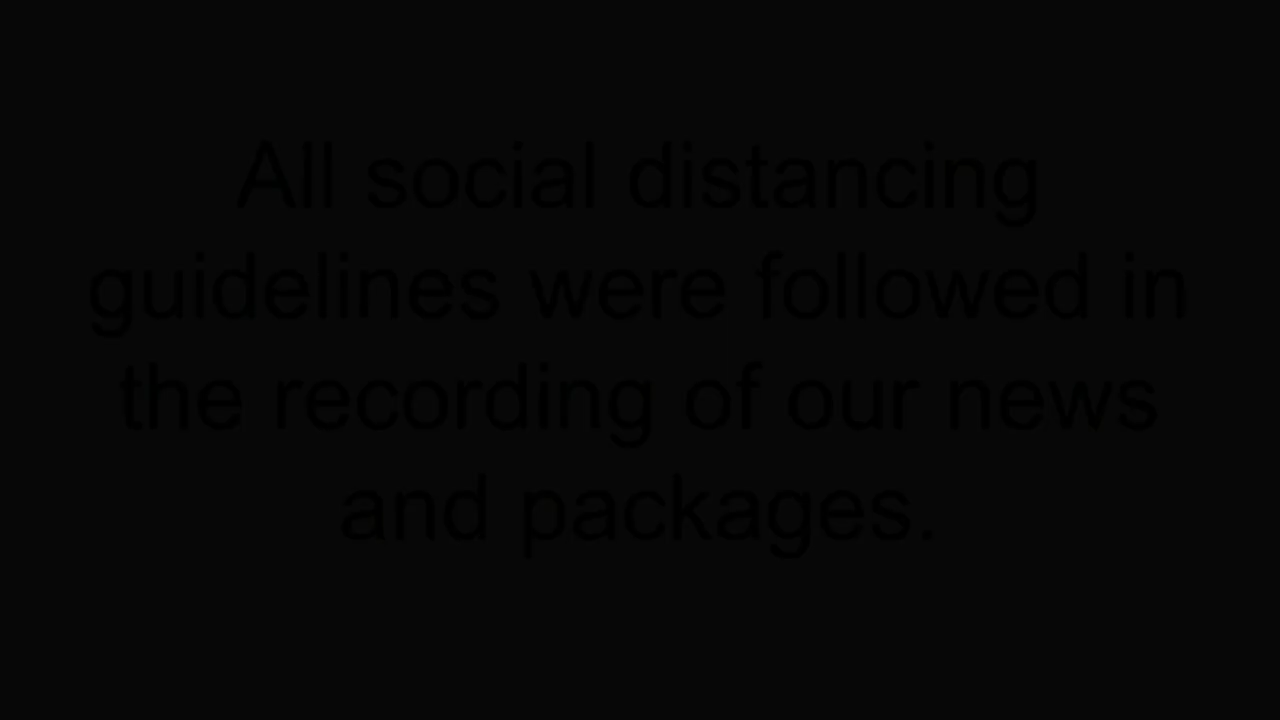 All social distancing
guidelines were followed in
the recording of our news
and packages.